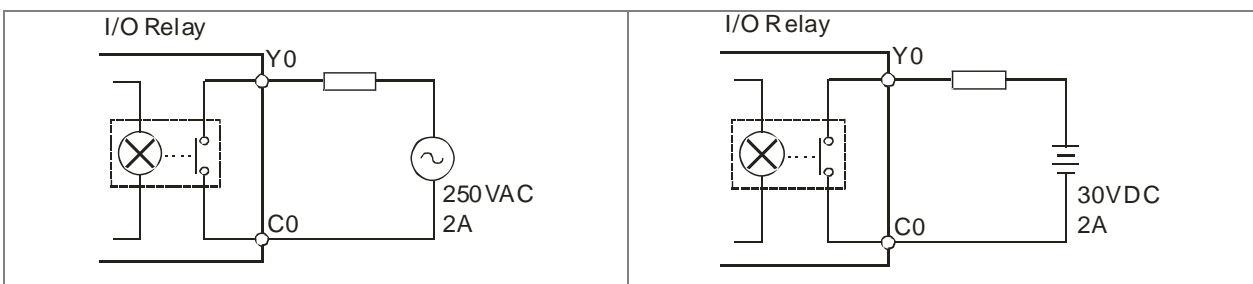 I/O Relay
Y0
250VAC
2A
C0
I/O Relay
Y0
30VDC
2A
C0